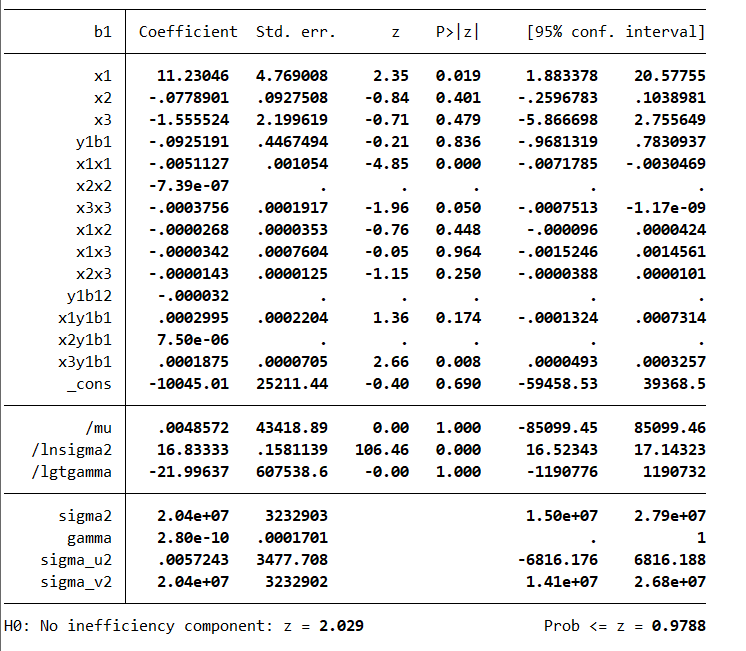 b1 Coefficient Std. err. z P>|z| [95% conf. interval]
x1 11.23046 4.769008 2.35 0.019 1.883378 20.57755
x2 -.0778901 .0927508 -0.84 0.401 -.2596783 .1038981
x3 -1.555524 2.199619 -0.71 0.479 -5.866698 2.755649
y1b1 -.0925191 .4467494 -0.21 0.836 -.9681319 .7830937
x1x1 -.0051127 .001054 -4.85 0.000 -.0071785 -.0030469
x2x2 -7.39e-07 . . . . .
x3x3 -.0003756 .0001917 -1.96 0.050 -.0007513 -1.17e-09
x1x2 -.0000268 .0000353 -0.76 0.448 -.000096 .0000424
x1x3 -.0000342 .0007604 -0.05 0.964 -.0015246 .0014561
x2x3 -.0000143 .0000125 -1.15 0.250 -.0000388 .0000101
y1b12 -.000032 . . . . .
x1y1b1 .0002995 .0002204 1.36 0.174 -.0001324 .0007314
x2y1b1 7.50e-06 . . . . .
x3y1b1 .0001875 .0000705 2.66 0.008 .0000493 .0003257
_cons -10045.01 25211.44 -0.40 0.690 -59458.53 39368.5
/mu .0048572 43418.89 0.00 1.000 -85099.45 85099.46
/lnsigma2 16.83333 .1581139 106.46 0.000 16.52343 17.14323
/lgtgamma -21.99637 607538.6 -0.00 1.000 -1190776 1190732
sigma2 2.04e+07 3232903 1.50e+07 2.79e+07
gamma 2.80e-10 .0001701 . 1
sigma_u2 .0057243 3477.708 -6816.176 6816.188
sigma_v2 2.04e+07 3232902 1.41e+07 2.68e+07
H0: No inefficiency component: z = 2.029 Prob <= z = 0.9788